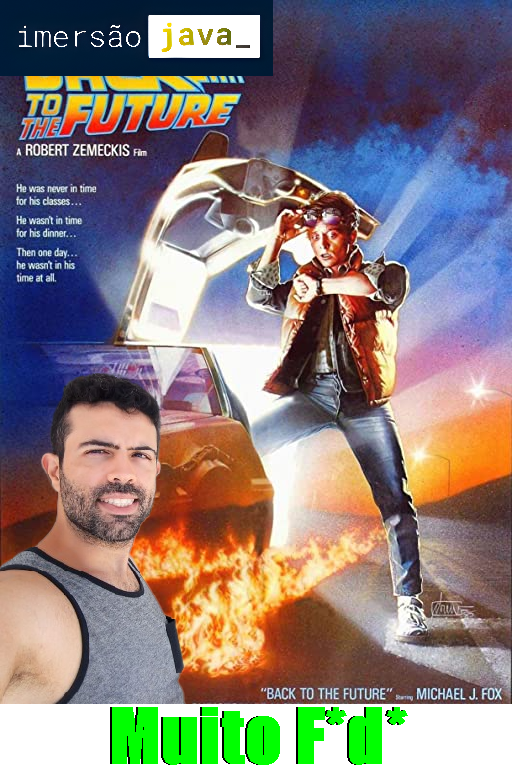 imersão java_
BACK
TO
THE FUTURE
A ROBERT ZEMECKIS Film
He was never in time
for his classes...
He wasn't in time
for his dinner...
Then one day...
he wasn't in his
time at all.
"BACK TO THE FUTURE" Starring MICHAEL J. FOX
Muito F*d*